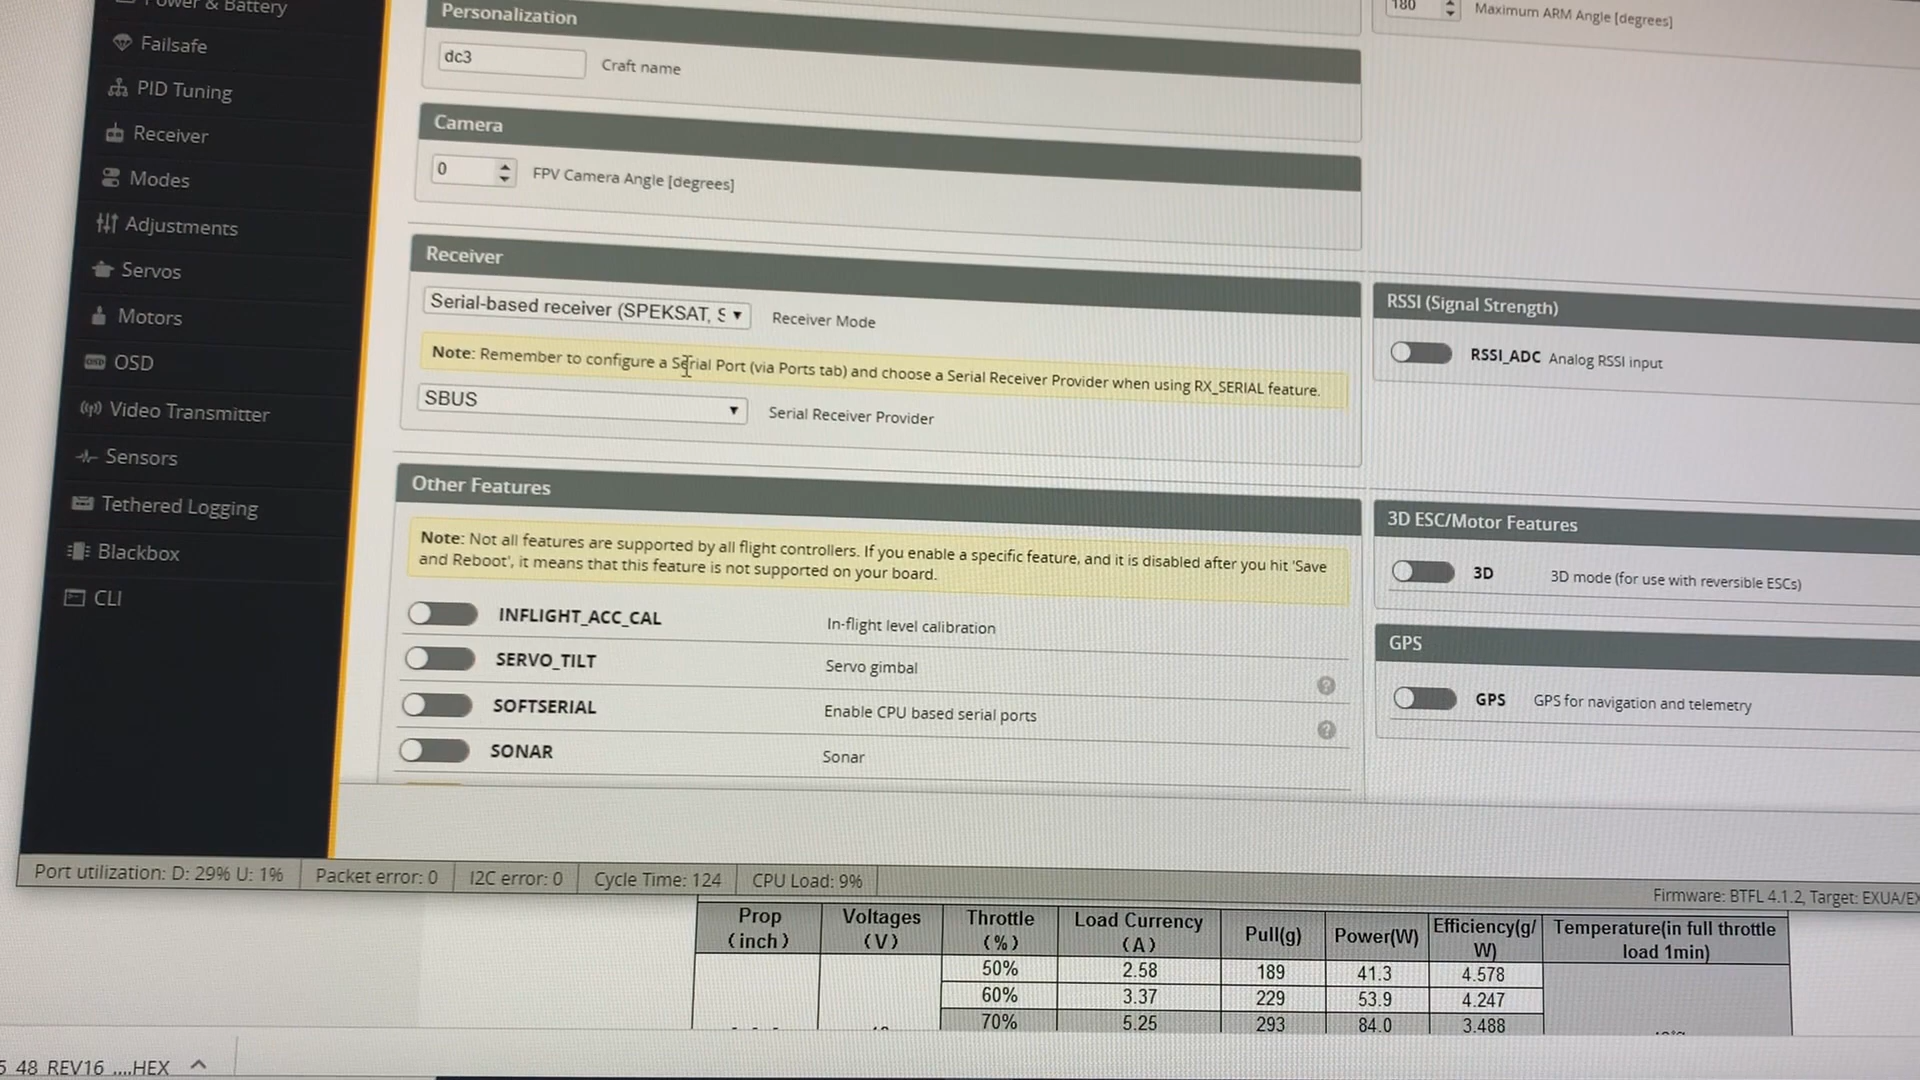 Power & Battery
Failsafe
PID Tuning
Receiver
Modes
Adjustments
Servos
Motors
OSD
Video Transmitter
Sensors
Tethered Logging
Blackbox
CLI
Personalization
dc3
Craft name
Camera
0
FPV Camera Angle [degrees]
180
Maximum ARM Angle [degrees]
Receiver
Serial-based receiver (SPEKSAT, S
Receiver Mode
Note: Remember to configure a Serial Port (via Ports tab) and choose a Serial Receiver Provider when using RX_SERIAL feature.
SBUS
Serial Receiver Provider
RSSI (Signal Strength)
RSSI_ADC Analog RSSI input
Other Features
Note: Not all features are supported by all flight controllers. If you enable a specific feature, and it is disabled after you hit 'Save
and Reboot', it means that this feature is not supported on your board.
INFLIGHT_ACC_CAL In-flight level calibration
SERVO_TILT Servo gimbal
SOFTSERIAL Enable CPU based serial ports
SONAR Sonar
3D ESC/Motor Features
3D 3D mode (for use with reversible ESCs)
GPS
GPS GPS for navigation and telemetry
Port utilization: D: 29% U: 1% Packet error: 0 I2C error: 0 Cycle Time: 124 CPU Load: 9%
Firmware: BTFL 4.1.2, Target: EXUA/EX
Prop (inch) Voltages (V) Throttle (%) Load Currency (A) Pull(g) Power(W) Efficiency(g/W) Temperature(in full throttle load 1min)
50% 2.58 189 41.3 4.578
60% 3.37 229 53.9 4.247
70% 5.25 293 84.0 3.488
48_REV16_....HEX